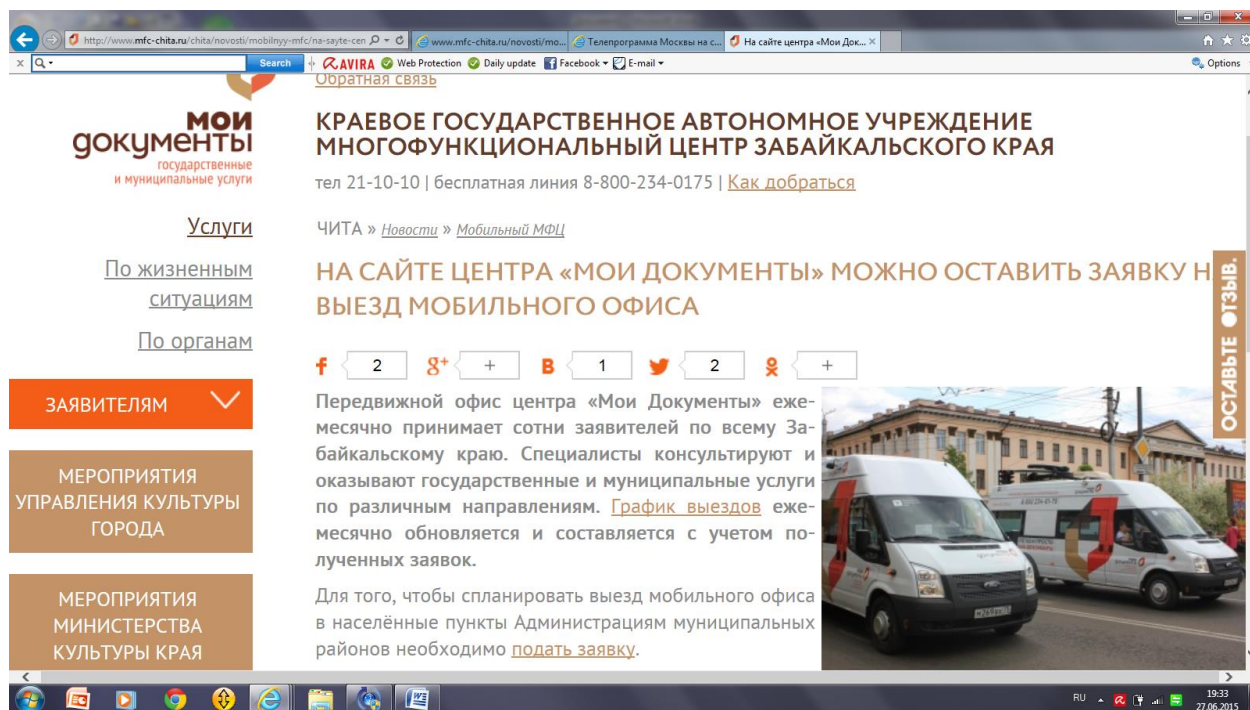 http://www.mfc-chita.ru/chita/novosti/mobilnyy-mfc/na-sayte-cen
www.mfc-chita.ru/novosti/mo...
Телепрограмма Москвы на с...
На сайте центра «Мои Док...
Search
AVIRA
Web Protection
Daily update
Facebook
E-mail
Options
Обратная связь
мои
документы
государственные
и муниципальные услуги
КРАЕВОЕ ГОСУДАРСТВЕННОЕ АВТОНОМНОЕ УЧРЕЖДЕНИЕ
МНОГОФУНКЦИОНАЛЬНЫЙ ЦЕНТР ЗАБАЙКАЛЬСКОГО КРАЯ
тел 21-10-10 | бесплатная линия 8-800-234-0175 | Как добраться
Услуги
По жизненным
ситуациям
По органам
ЗАЯВИТЕЛЯМ
МЕРОПРИЯТИЯ
УПРАВЛЕНИЯ КУЛЬТУРЫ
ГОРОДА
МЕРОПРИЯТИЯ
МИНИСТЕРСТВА
КУЛЬТУРЫ КРАЯ
ЧИТА » Новости » Мобильный МФЦ
НА САЙТЕ ЦЕНТРА «МОИ ДОКУМЕНТЫ» МОЖНО ОСТАВИТЬ ЗАЯВКУ Н
ВЫЕЗД МОБИЛЬНОГО ОФИСА
f 2 g+ + B 1 2 +
Передвижной офис центра «Мои Документы» еже-
месячно принимает сотни заявителей по всему За-
байкальскому краю. Специалисты консультируют и
оказывают государственные и муниципальные услуги
по различным направлениям. График выездов еже-
месячно обновляется и составляется с учетом по-
лученных заявок.
Для того, чтобы спланировать выезд мобильного офиса
в населённые пункты Администрациям муниципальных
районов необходимо подать заявку.
ОСТАВЬТЕ ОТЗЫВ.
RU
19:33
27.06.2015